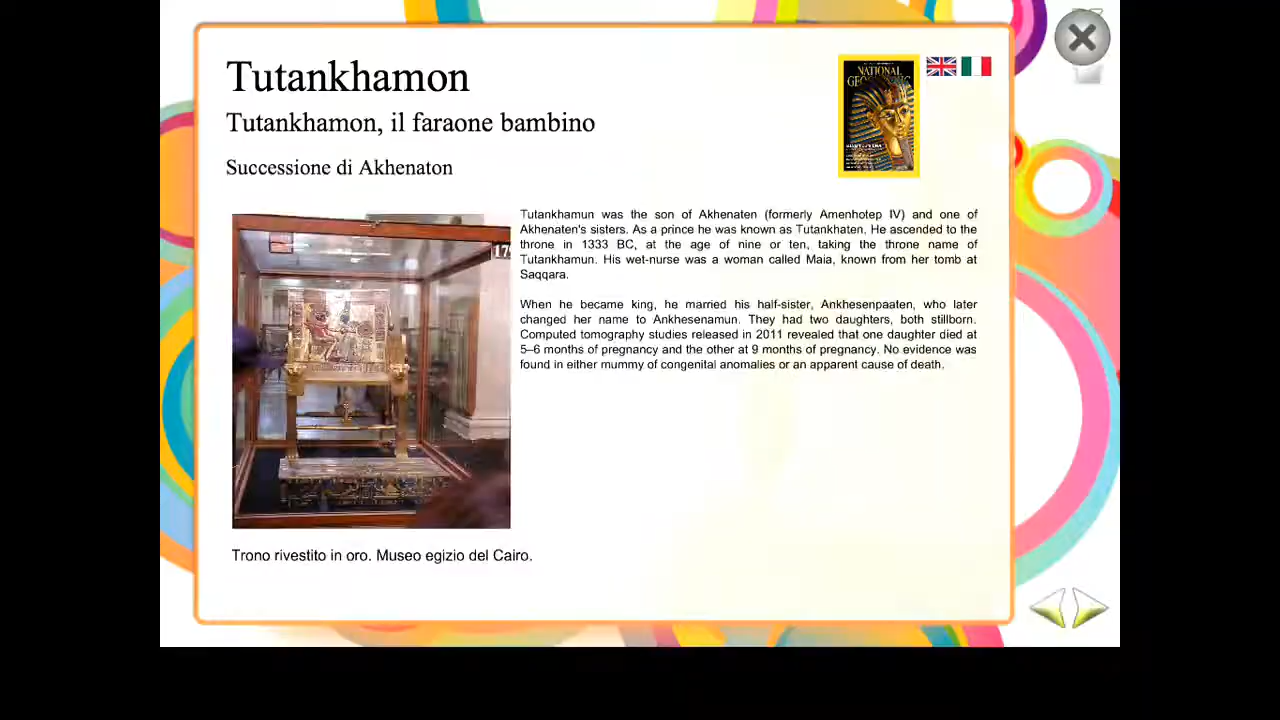 Tutankhamon
Tutankhamon, il faraone bambino
Successione di Akhenaton
NATIONAL
GEOGRAPHIC
179
Tutankhamun was the son of Akhenaten (formerly Amenhotep IV) and one of
Akhenaten's sisters. As a prince he was known as Tutankhaten. He ascended to the
throne in 1333 BC, at the age of nine or ten, taking the throne name of
Tutankhamun. His wet-nurse was a woman called Maia, known from her tomb at
Saqqara.
When he became king, he married his half-sister, Ankhesenpaaten, who later
changed her name to Ankhesenamun. They had two daughters, both stillborn.
Computed tomography studies released in 2011 revealed that one daughter died at
5–6 months of pregnancy and the other at 9 months of pregnancy. No evidence was
found in either mummy of congenital anomalies or an apparent cause of death.
Trono rivestito in oro. Museo egizio del Cairo.